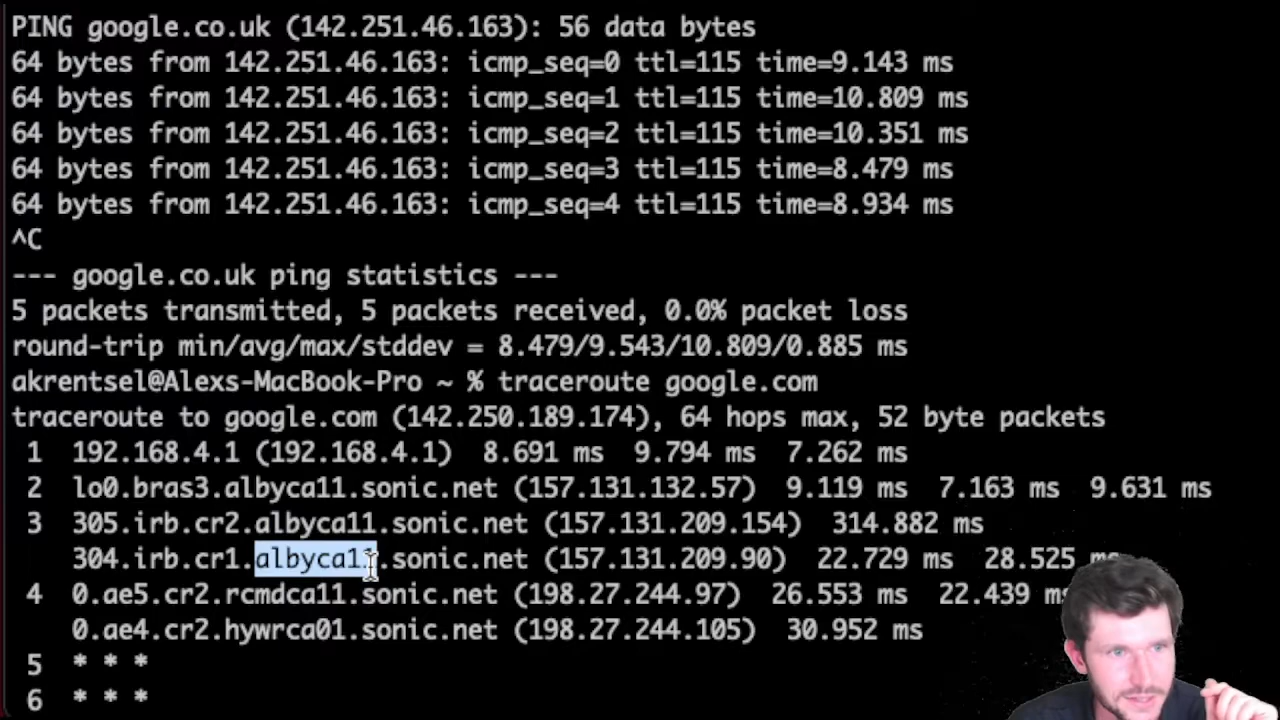 PING google.co.uk (142.251.46.163): 56 data bytes
64 bytes from 142.251.46.163: icmp_seq=0 ttl=115 time=9.143 ms
64 bytes from 142.251.46.163: icmp_seq=1 ttl=115 time=10.809 ms
64 bytes from 142.251.46.163: icmp_seq=2 ttl=115 time=10.351 ms
64 bytes from 142.251.46.163: icmp_seq=3 ttl=115 time=8.479 ms
64 bytes from 142.251.46.163: icmp_seq=4 ttl=115 time=8.934 ms
^C
--- google.co.uk ping statistics ---
5 packets transmitted, 5 packets received, 0.0% packet loss
round-trip min/avg/max/stddev = 8.479/9.543/10.809/0.885 ms
akrentsel@Alexs-MacBook-Pro ~ % traceroute google.com
traceroute to google.com (142.250.189.174), 64 hops max, 52 byte packets
1 192.168.4.1 (192.168.4.1) 8.691 ms 9.794 ms 7.262 ms
2 lo0.bras3.albyca11.sonic.net (157.131.132.57) 9.119 ms 7.163 ms 9.631 ms
3 305.irb.cr2.albyca11.sonic.net (157.131.209.154) 314.882 ms
304.irb.cr1.albyca11.sonic.net (157.131.209.90) 22.729 ms 28.525 ms
4 0.ae5.cr2.rcmdca11.sonic.net (198.27.244.97) 26.553 ms 22.439 ms
0.ae4.cr2.hywrca01.sonic.net (198.27.244.105) 30.952 ms
5 * * *
6 * * *